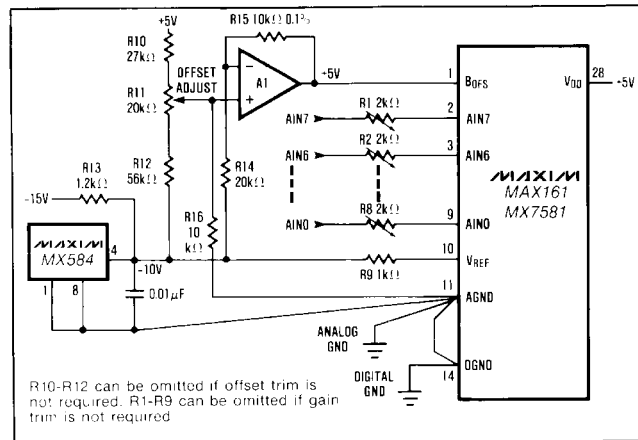 R15 10kΩ 0.1%
+5V
R10
27kΩ
OFFSET
ADJUST
R11
20kΩ
A1
−
+
+5V
1
BOFS
VDD
28
+5V
AIN7
R1 2kΩ
2
AIN7
AIN6
R2 2kΩ
3
AIN6
MAXIM
MAX161
MX7581
R13
1.2kΩ
−15V
R12
56kΩ
R14
20kΩ
R16
10
kΩ
AIN0
R8 2kΩ
9
AIN0
MAXIM
MX584
4
−10V
1
8
0.01µF
R9 1kΩ
10
VREF
11
AGND
ANALOG
GND
DGND
14
DIGITAL
GND
R10-R12 can be omitted if offset trim is
not required. R1-R9 can be omitted if gain
trim is not required